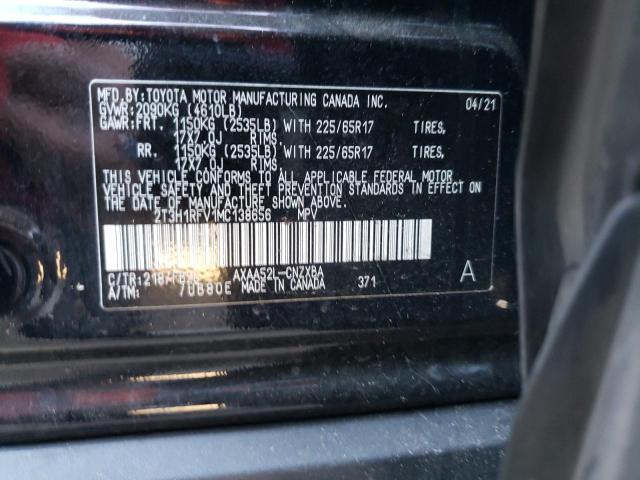 MFD.BY:TOYOTA MOTOR MANUFACTURING CANADA INC. 04/21
GVWR:2090KG (4610LB)
GAWR:FRT. 1150KG (2535LB) WITH 225/65R17 TIRES,
17X7.0J RIMS
RR. 1150KG (2535LB) WITH 225/65R17 TIRES,
17X7.0J RIMS
THIS VEHICLE CONFORMS TO ALL APPLICABLE FEDERAL MOTOR
VEHICLE SAFETY AND THEFT PREVENTION STANDARDS IN EFFECT
ON THE DATE OF MANUFACTURE SHOWN ABOVE.
2T3H1RFV1MC138656 MPV
C/TR: AXAA52L-CNZXBA 371 A
A/TM: MADE IN CANADA